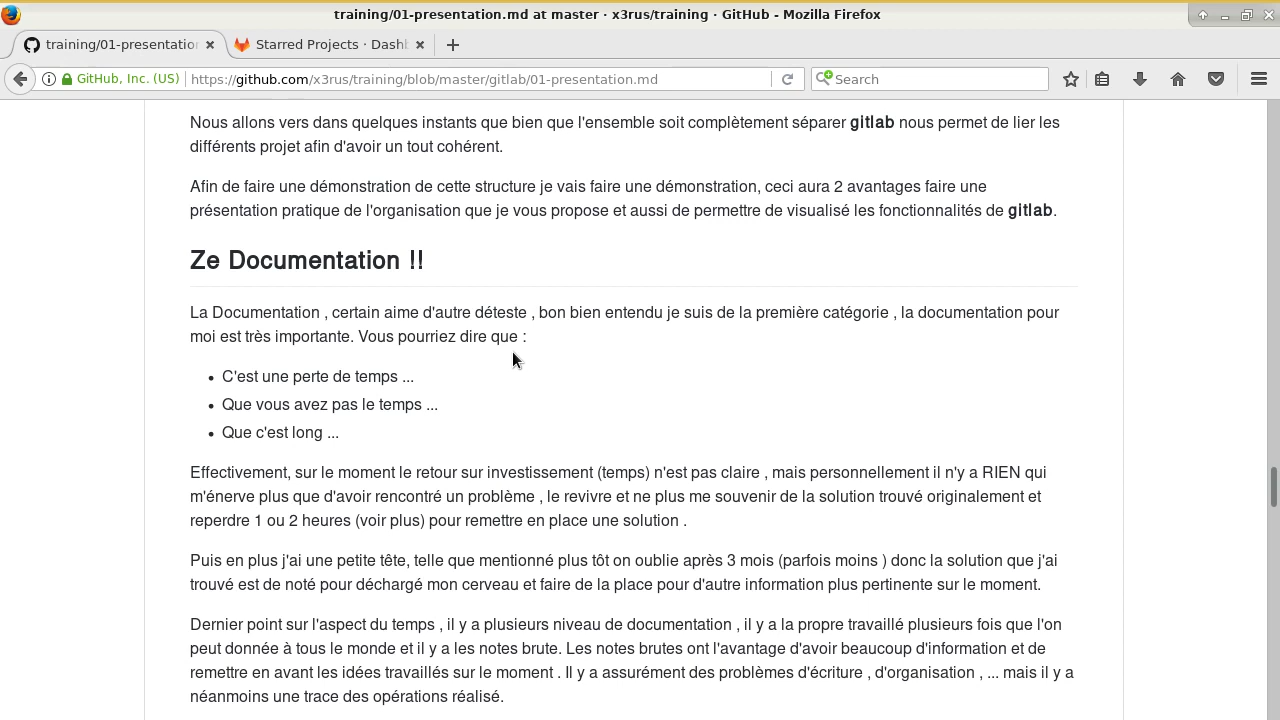 training/01-presentation.md at master · x3rus/training · GitHub - Mozilla Firefox
training/01-presentation
Starred Projects · Dashb
GitHub, Inc. (US)
https://github.com/x3rus/training/blob/master/gitlab/01-presentation.md
Search
Nous allons vers dans quelques instants que bien que l'ensemble soit complètement séparer gitlab nous permet de lier les
différents projet afin d'avoir un tout cohérent.
Afin de faire une démonstration de cette structure je vais faire une démonstration, ceci aura 2 avantages faire une
présentation pratique de l'organisation que je vous propose et aussi de permettre de visualisé les fonctionnalités de gitlab.
Ze Documentation !!
La Documentation , certain aime d'autre déteste , bon bien entendu je suis de la première catégorie , la documentation pour
moi est très importante. Vous pourriez dire que :
• C'est une perte de temps ...
• Que vous avez pas le temps ...
• Que c'est long ...
Effectivement, sur le moment le retour sur investissement (temps) n'est pas claire , mais personnellement il n'y a RIEN qui
m'énerve plus que d'avoir rencontré un problème , le revivre et ne plus me souvenir de la solution trouvé originalement et
reperdre 1 ou 2 heures (voir plus) pour remettre en place une solution .
Puis en plus j'ai une petite tête, telle que mentionné plus tôt on oublie après 3 mois (parfois moins ) donc la solution que j'ai
trouvé est de noté pour déchargé mon cerveau et faire de la place pour d'autre information plus pertinente sur le moment.
Dernier point sur l'aspect du temps , il y a plusieurs niveau de documentation , il y a la propre travaillé plusieurs fois que l'on
peut donnée à tous le monde et il y a les notes brute. Les notes brutes ont l'avantage d'avoir beaucoup d'information et de
remettre en avant les idées travaillés sur le moment . Il y a assurément des problèmes d'écriture , d'organisation , ... mais il y a
néanmoins une trace des opérations réalisé.